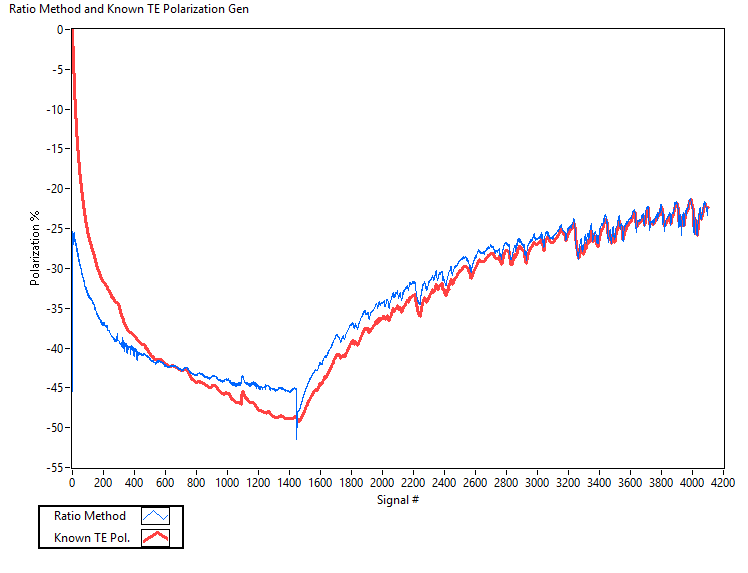 Ratio Method and Known TE Polarization Gen
0
-5
-10
-15
-20
-25
-30
-35
-40
-45
-50
-55
Polarization %
0 200 400 600 800 1000 1200 1400 1600 1800 2000 2200 2400 2600 2800 3000 3200 3400 3600 3800 4000 4200
Signal #
Ratio Method
Known TE Pol.